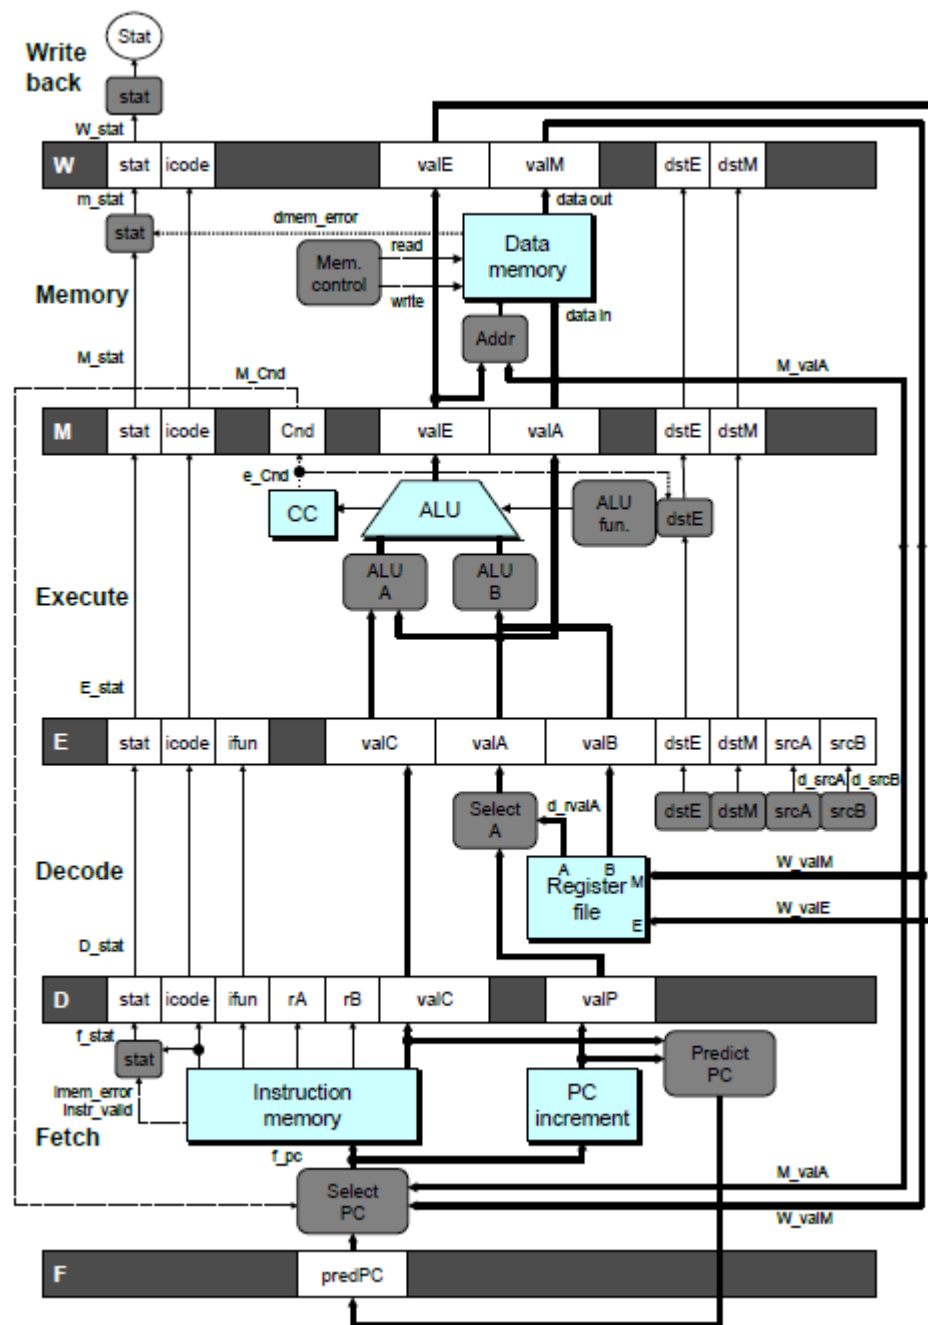 Stat
Write
back
stat
W_stat
W stat icode valE valM dstE dstM
m_stat
data out
dmem_error
stat
read
Mem.
control
Data
memory
write
data in
Memory
Addr
M_stat
M_Cnd
M_valA
M stat icode Cnd valE valA dstE dstM
e_Cnd
CC
ALU
ALU
fun.
dstE
ALU
A
ALU
B
Execute
E_stat
E stat icode ifun valC valA valB dstE dstM srcA srcB
d_srcA d_srcB
Select
A
d_rvalA
dstE dstM srcA srcB
Decode
A B
M
Register
file
E
W_valM
W_valE
D_stat
D stat icode ifun rA rB valC valP
f_stat
stat
Predict
PC
Imem_error
Instr_valid
Instruction
memory
PC
increment
Fetch
f_pc
Select
PC
M_valA
W_valM
F predPC